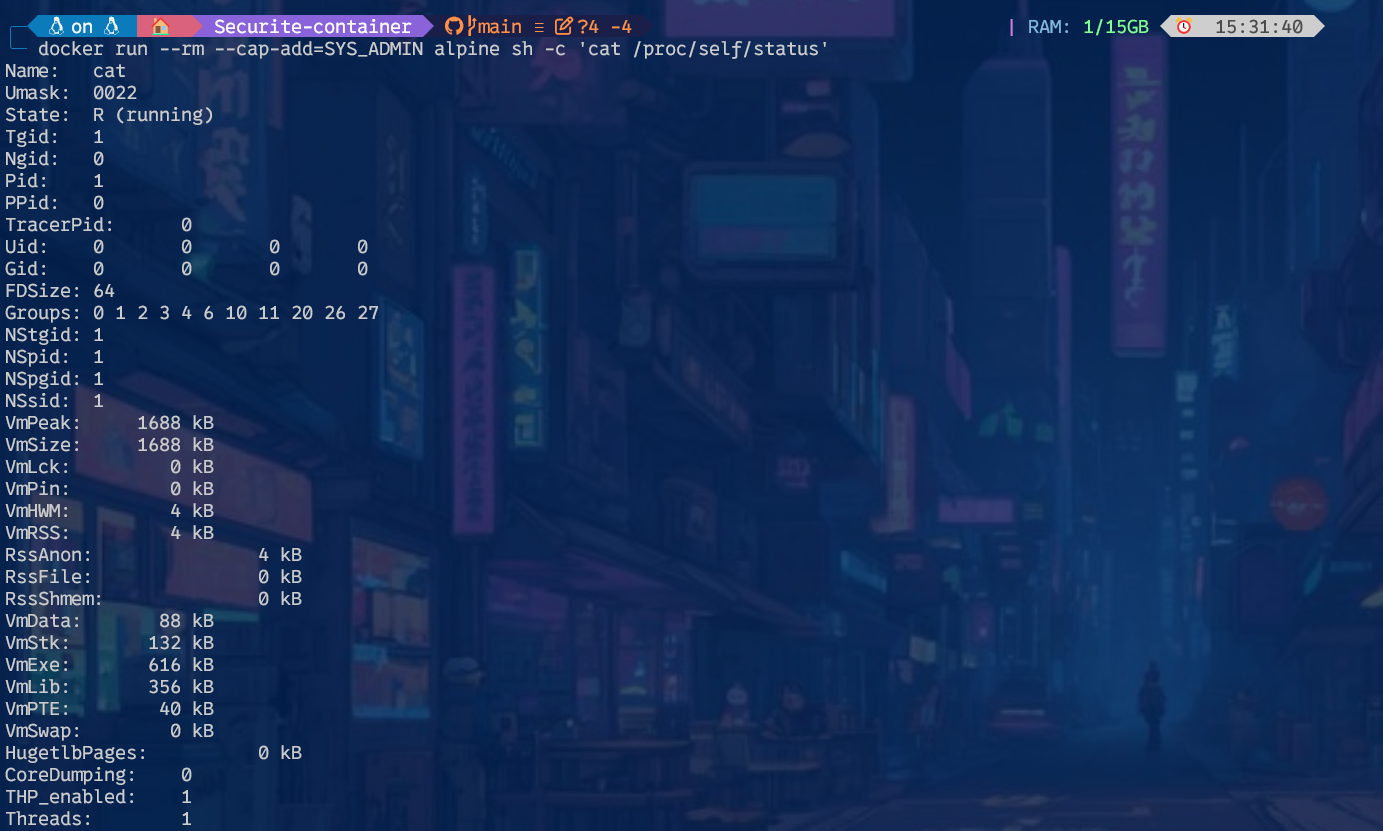 on Securite-container main ≡ ?4 -4 | RAM: 1/15GB 15:31:40
docker run --rm --cap-add=SYS_ADMIN alpine sh -c 'cat /proc/self/status'
Name: cat
Umask: 0022
State: R (running)
Tgid: 1
Ngid: 0
Pid: 1
PPid: 0
TracerPid: 0
Uid: 0 0 0 0
Gid: 0 0 0 0
FDSize: 64
Groups: 0 1 2 3 4 6 10 11 20 26 27
NStgid: 1
NSpid: 1
NSpgid: 1
NSsid: 1
VmPeak: 1688 kB
VmSize: 1688 kB
VmLck: 0 kB
VmPin: 0 kB
VmHWM: 4 kB
VmRSS: 4 kB
RssAnon: 4 kB
RssFile: 0 kB
RssShmem: 0 kB
VmData: 88 kB
VmStk: 132 kB
VmExe: 616 kB
VmLib: 356 kB
VmPTE: 40 kB
VmSwap: 0 kB
HugetlbPages: 0 kB
CoreDumping: 0
THP_enabled: 1
Threads: 1